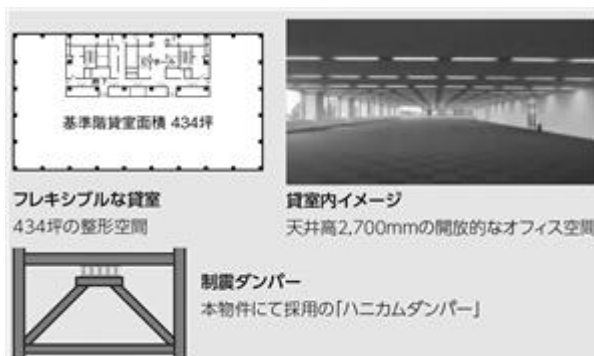 基準階貸室面積 434坪
フレキシブルな貸室
434坪の整形空間
貸室内イメージ
天井高2,700mmの開放的なオフィス空間
制震ダンパー
本物件にて採用の「ハニカムダンパー」